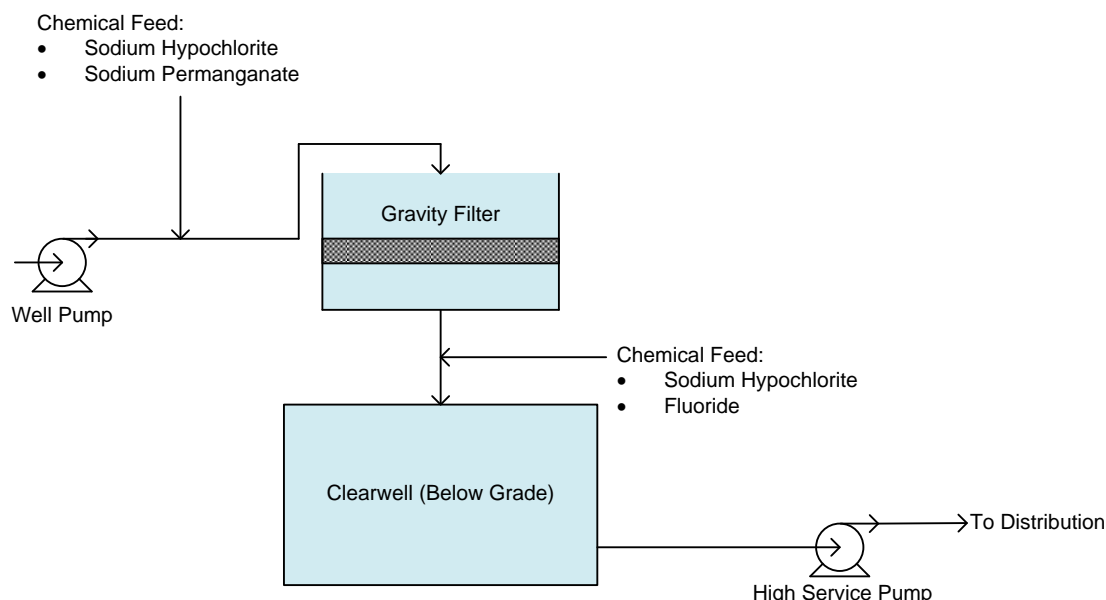 Chemical Feed:
• Sodium Hypochlorite
• Sodium Permanganate
Gravity Filter
Well Pump
Chemical Feed:
• Sodium Hypochlorite
• Fluoride
Clearwell (Below Grade)
To Distribution
High Service Pump